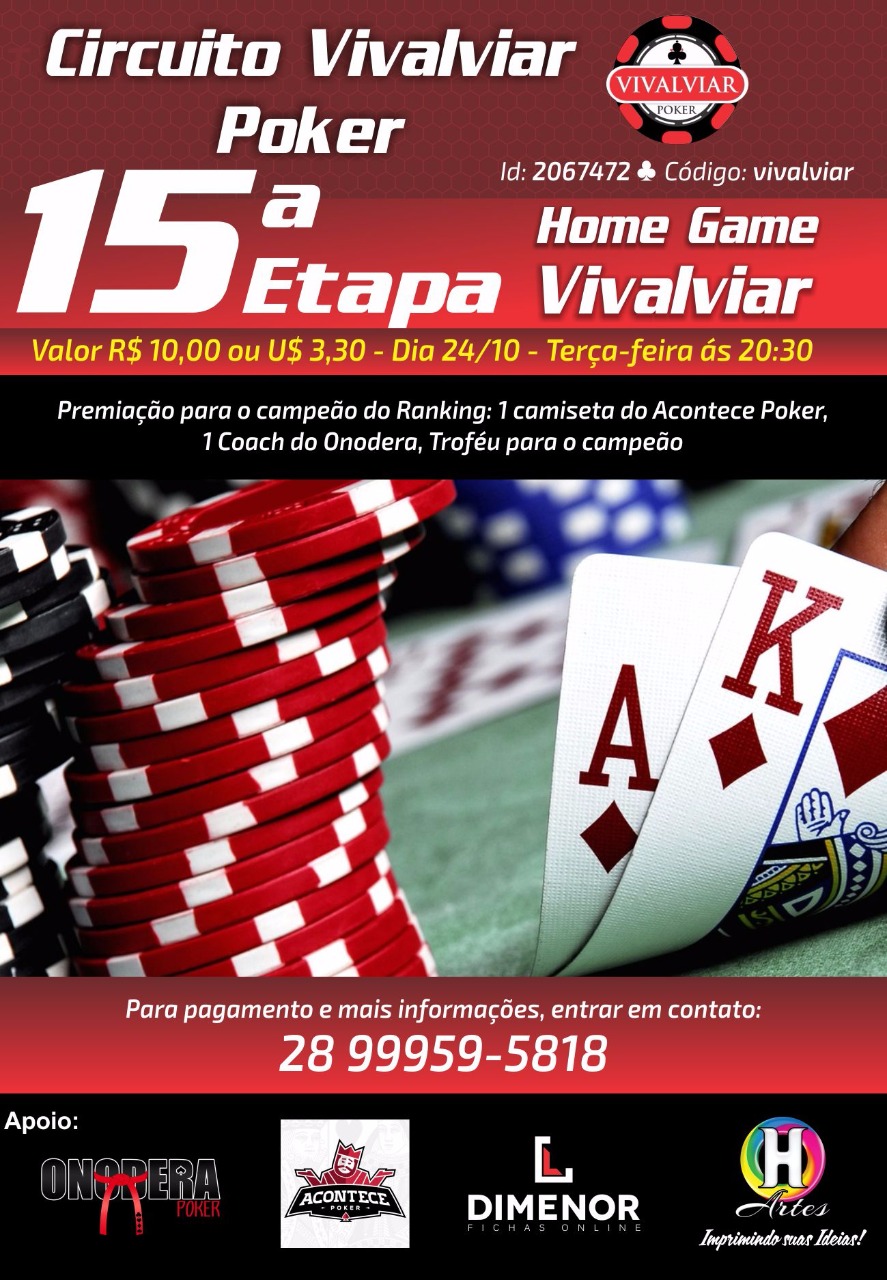 Circuito Vivalviar
Poker
VIVALVIAR
POKER
Id: 2067472 ♣ Código: vivalviar
15ª
Etapa
Home Game
Vivalviar
Valor R$ 10,00 ou U$ 3,30 - Dia 24/10 - Terça-feira ás 20:30
Premiação para o campeão do Ranking: 1 camiseta do Acontece Poker,
1 Coach do Onodera, Troféu para o campeão
A
K
Para pagamento e mais informações, entrar em contato:
28 99959-5818
Apoio:
ONODERA
POKER
ACONTECE
POKER
DIMENOR
FICHAS ONLINE
H
Artes
Imprimindo suas Ideias!